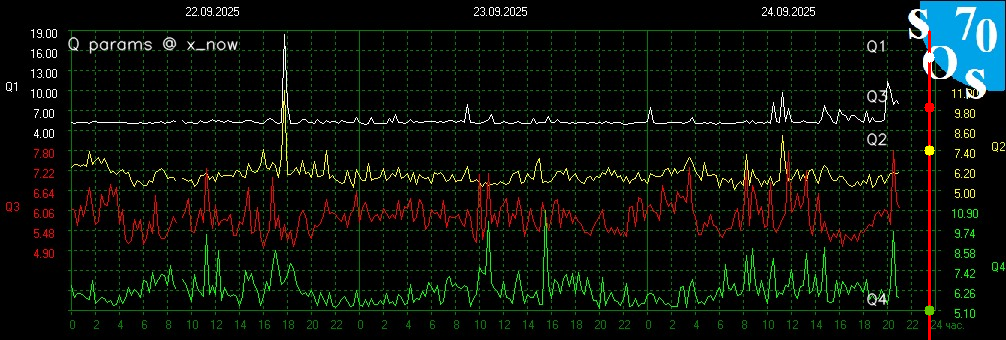 22.09.2025 23.09.2025 24.09.2025
SOS 70
Q params @ x_now
Q1
Q3
Q2
Q4
Q1
19.00
16.00
13.00
10.00
7.00
4.00
Q3
7.80
7.22
6.64
6.06
5.48
4.90
Q2
11.00
9.80
8.60
7.40
6.20
5.00
Q4
10.90
9.74
8.58
7.42
6.26
5.10
0 2 4 6 8 10 12 14 16 18 20 22 0 2 4 6 8 10 12 14 16 18 20 22 0 2 4 6 8 10 12 14 16 18 20 22 24 час.